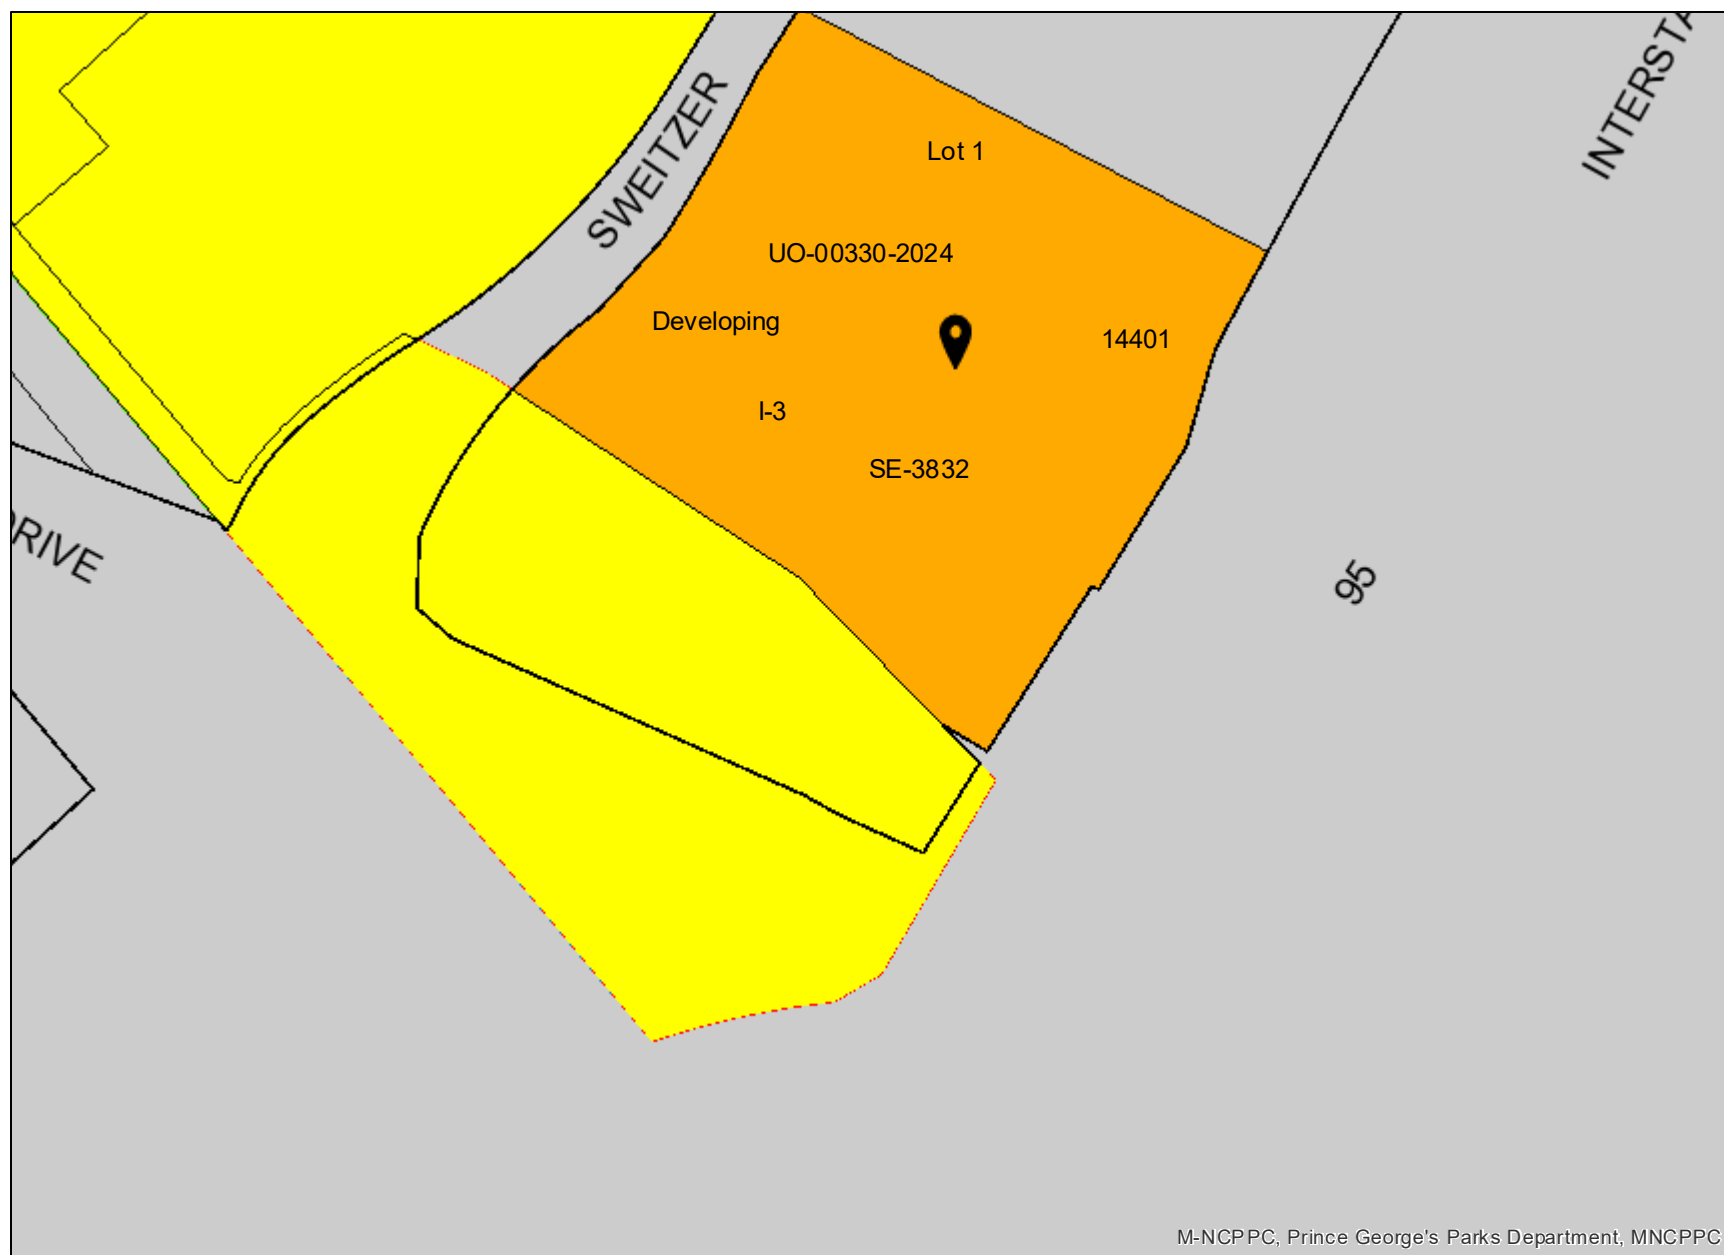 INTERSTA
SWEITZER
Lot 1
UO-00330-2024
Developing
14401
I-3
SE-3832
DRIVE
95
M-NCPPC, Prince George's Parks Department, MNCPPC